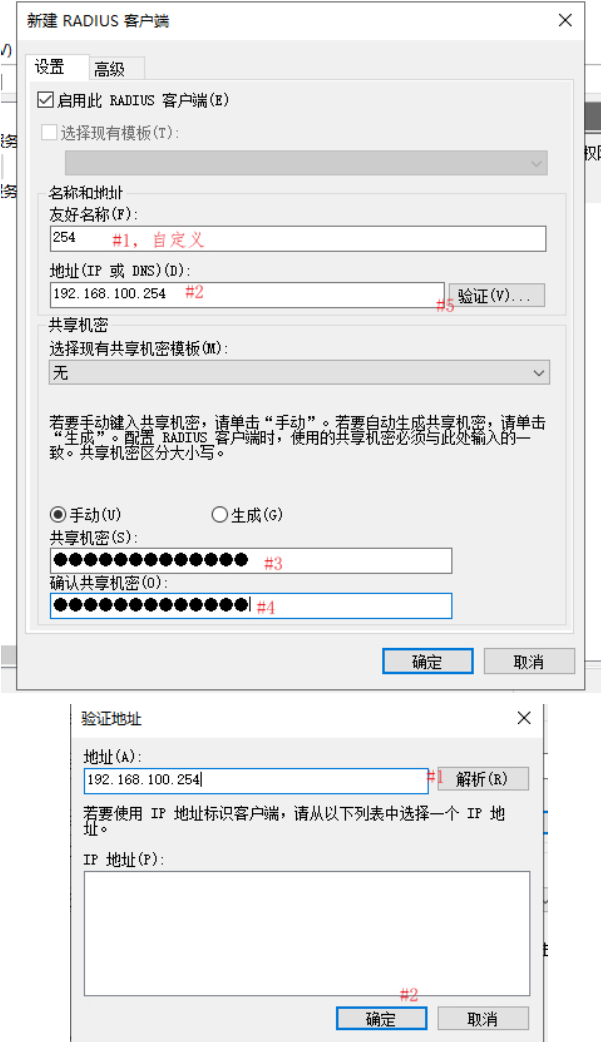 新建 RADIUS 客户端
设置 高级
启用此 RADIUS 客户端(E)
选择现有模板(T):
名称和地址
友好名称(F):
254 #1, 自定义
地址(IP 或 DNS)(D):
192.168.100.254 #2
#5 验证(V)...
共享机密
选择现有共享机密模板(M):
无
若要手动键入共享机密，请单击“手动”。若要自动生成共享机密，请单击
“生成”。配置 RADIUS 客户端时，使用的共享机密必须与此处输入的一
致。共享机密区分大小写。
手动(U) 生成(G)
共享机密(S):
●●●●●●●●●●●●● #3
确认共享机密(O):
●●●●●●●●●●●●● #4
确定 取消
验证地址
地址(A):
192.168.100.254 #1 解析(R)
若要使用 IP 地址标识客户端，请从以下列表中选择一个 IP 地
址。
IP 地址(P):
#2
确定 取消